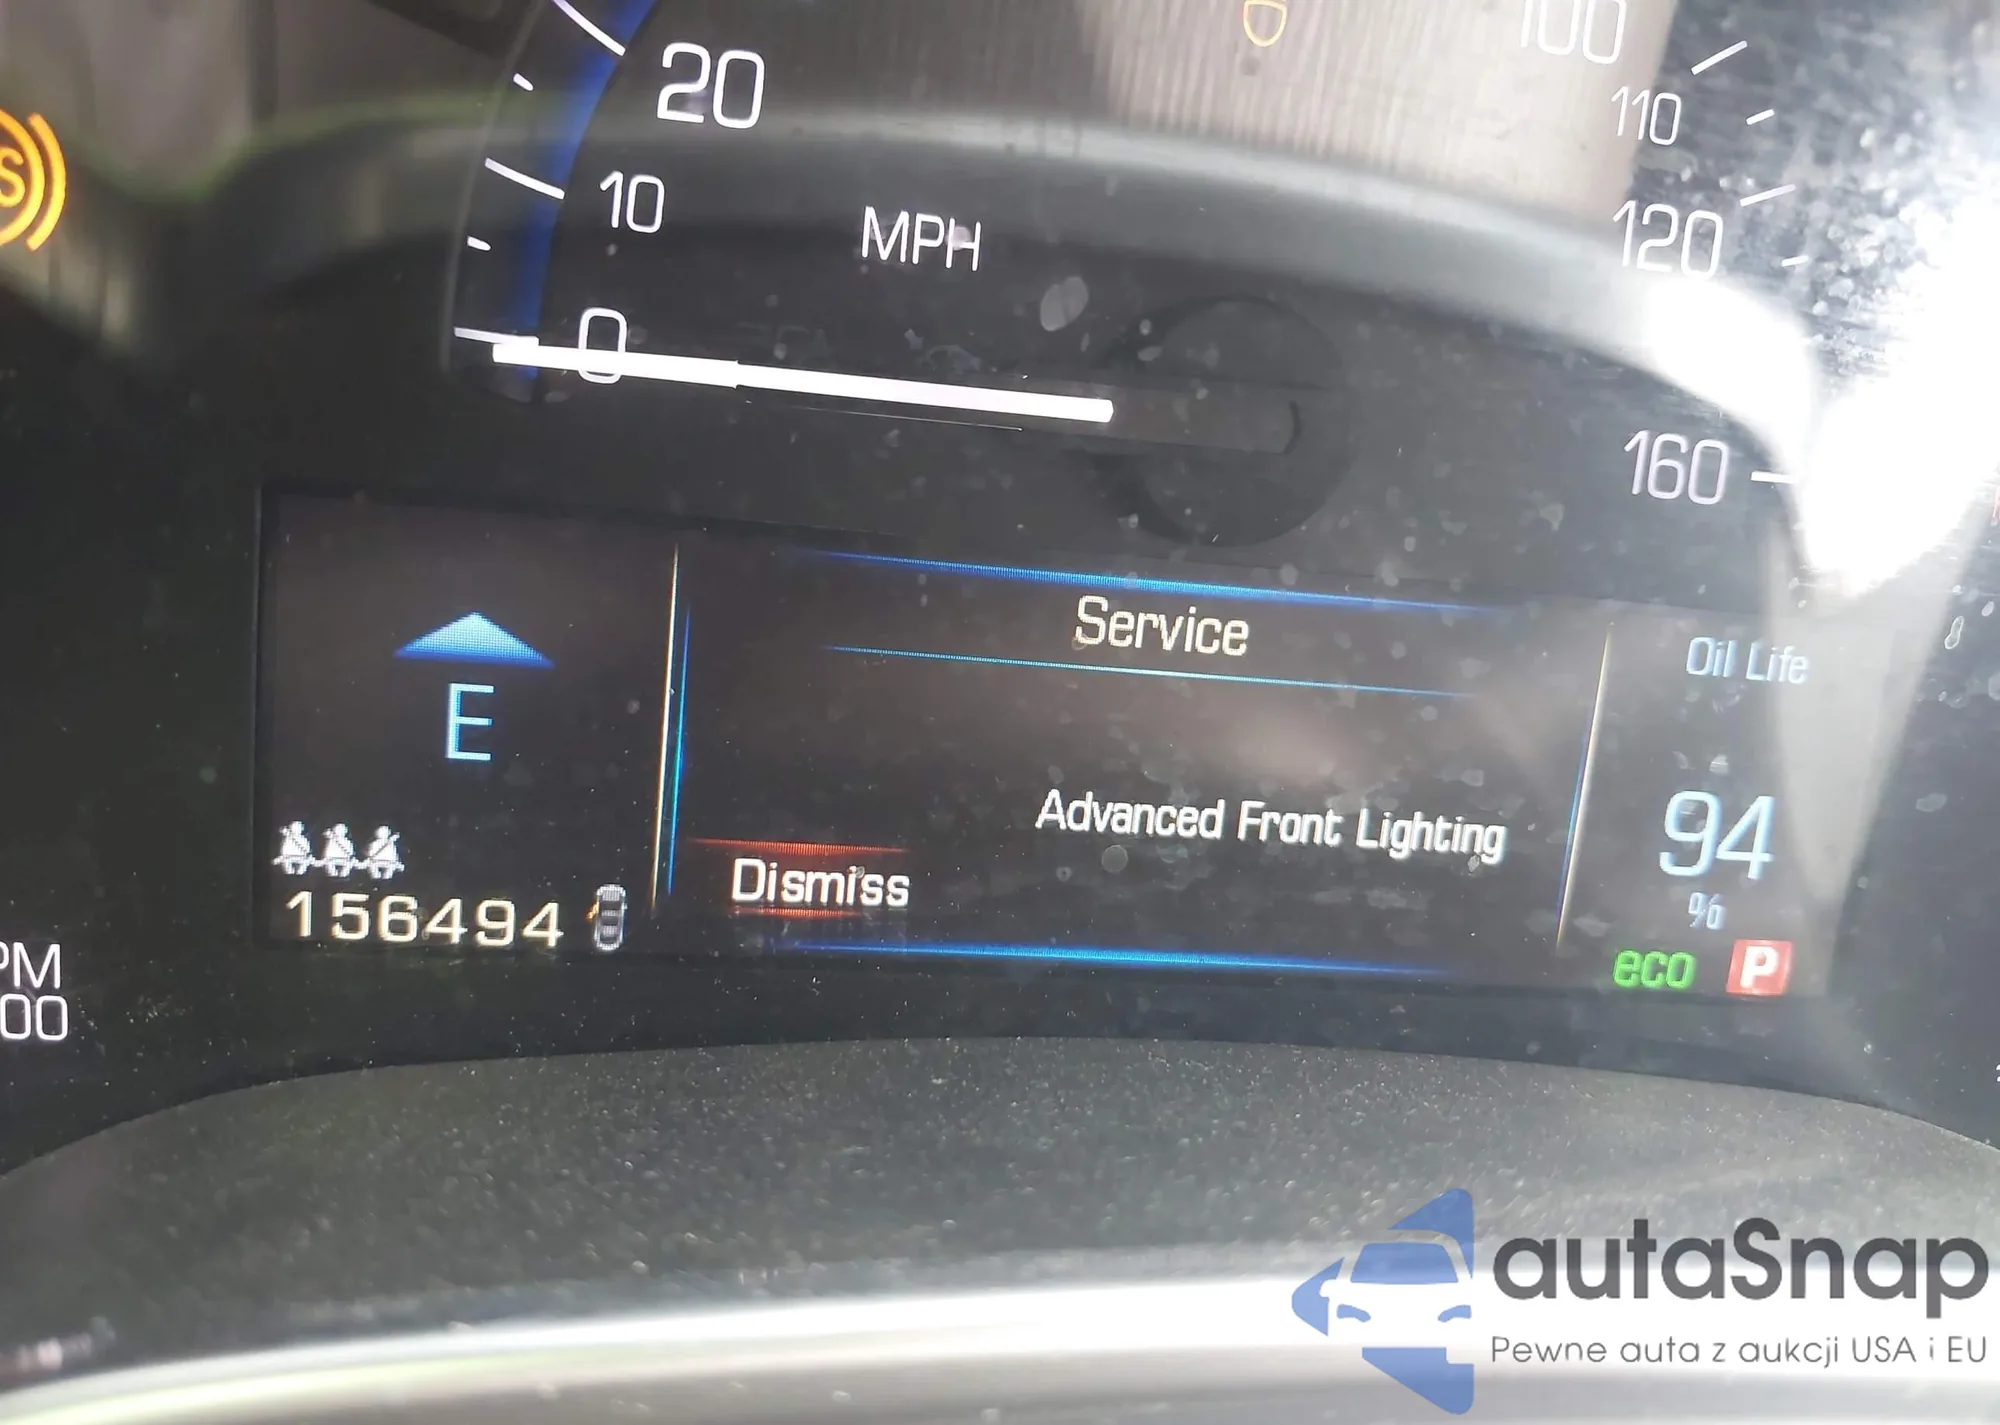 20
100
110
10
MPH
120
0
160
Service
Oil Life
E
Advanced Front Lighting
94
Dismiss
%
156494
eco
P
00
autaSnap
Pewne auta z aukcji USA i EU